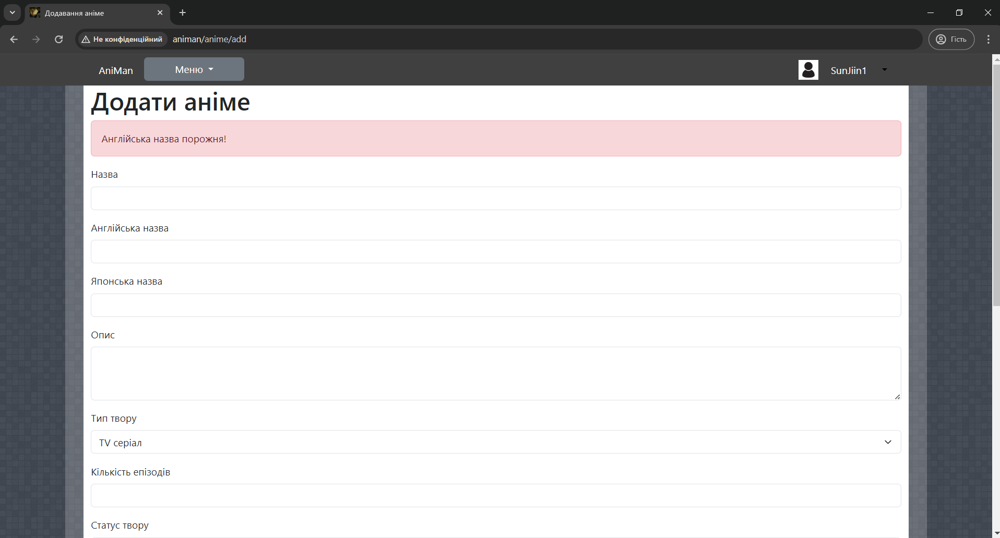 Додавання аніме
Не конфіденційний animan/anime/add Гість
AniMan Меню SunJiin1
Додати аніме
Англійська назва порожня!
Назва
Англійська назва
Японська назва
Опис
Тип твору
TV серіал
Кількість епізодів
Статус твору